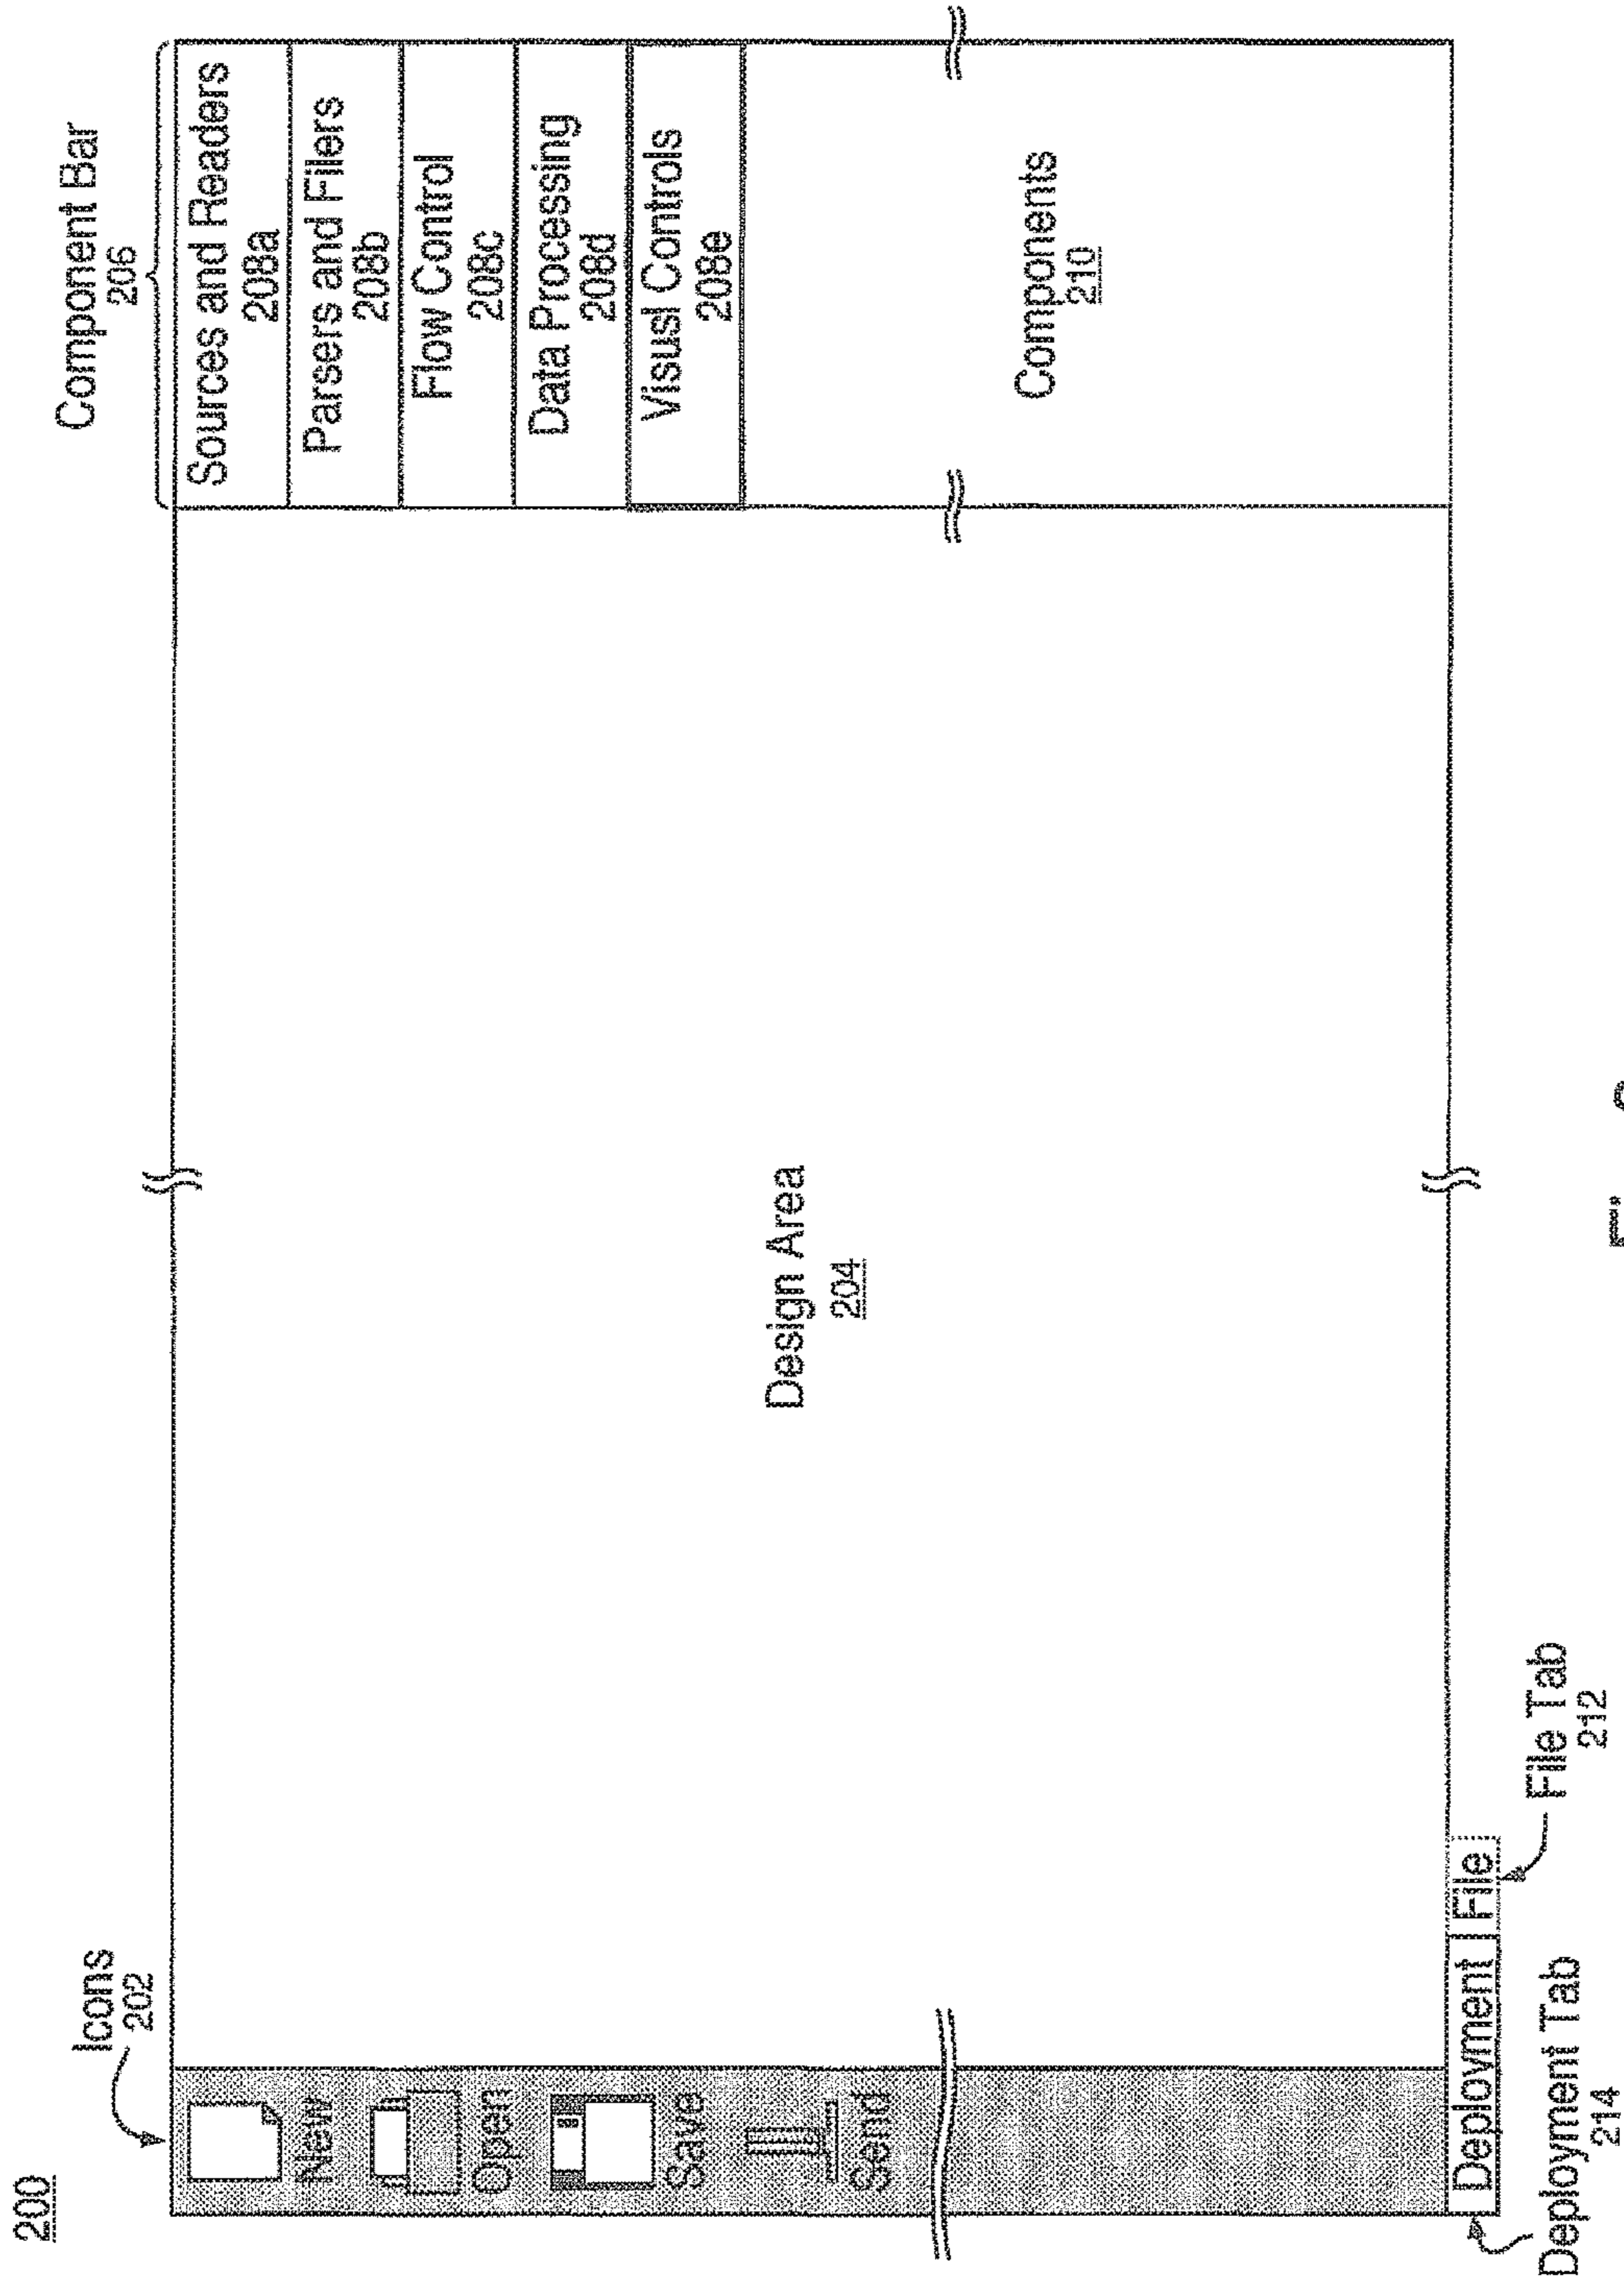 200
Icons
202
Component Bar
206
New
Open
Save
Send
Design Area
204
Sources and Readers
208a
Parsers and Filers
208b
Flow Control
208c
Data Processing
208d
Visusl Controls
208e
Components
210
Deployment
File
Deployment Tab
214
File Tab
212